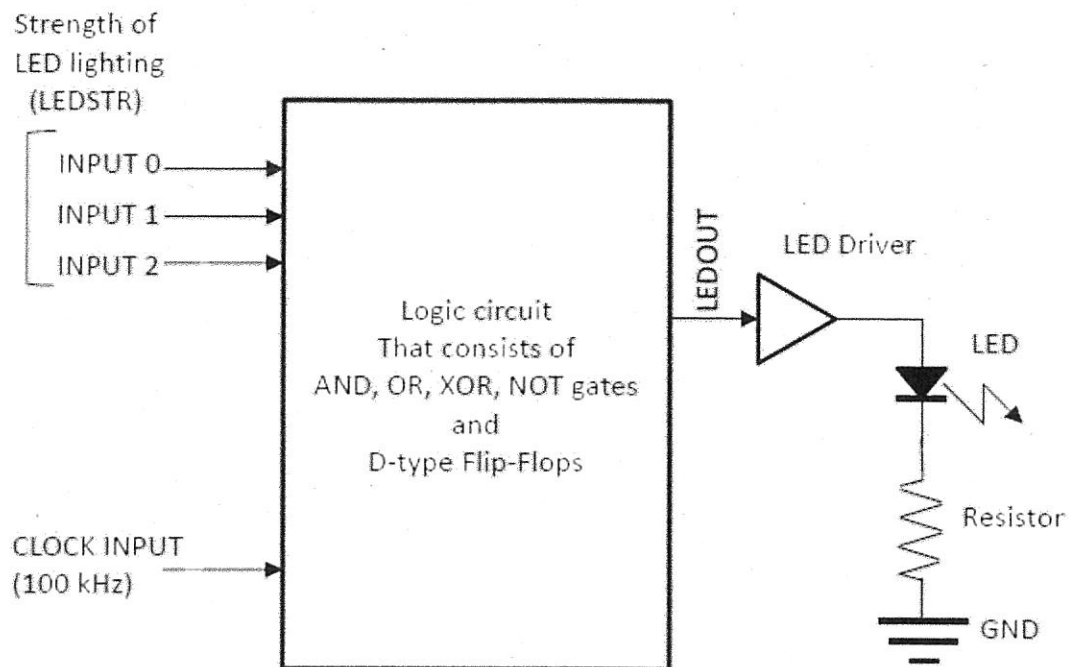 Strength of
LED lighting
(LEDSTR)
INPUT 0
INPUT 1
INPUT 2
CLOCK INPUT
(100 kHz)
Logic circuit
That consists of
AND, OR, XOR, NOT gates
and
D-type Flip-Flops
LEDOUT
LED Driver
LED
Resistor
GND